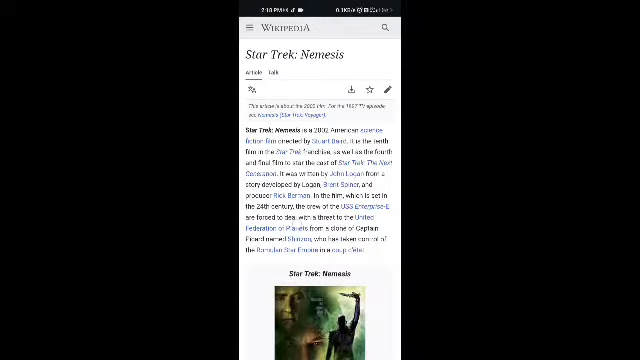 2:18 PM
0.1KB/s
WIKIPEDIA
Star Trek: Nemesis
Article Talk
This article is about the 2002 film. For the 1997 TV episode,
see Nemesis (Star Trek: Voyager).
Star Trek: Nemesis is a 2002 American science
fiction film directed by Stuart Baird. It is the tenth
film in the Star Trek franchise, as well as the fourth
and final film to star the cast of Star Trek: The Next
Generation. It was written by John Logan from a
story developed by Logan, Brent Spiner, and
producer Rick Berman. In the film, which is set in
the 24th century, the crew of the USS Enterprise-E
are forced to deal with a threat to the United
Federation of Planets from a clone of Captain
Picard named Shinzon, who has taken control of
the Romulan Star Empire in a coup d'état.
Star Trek: Nemesis